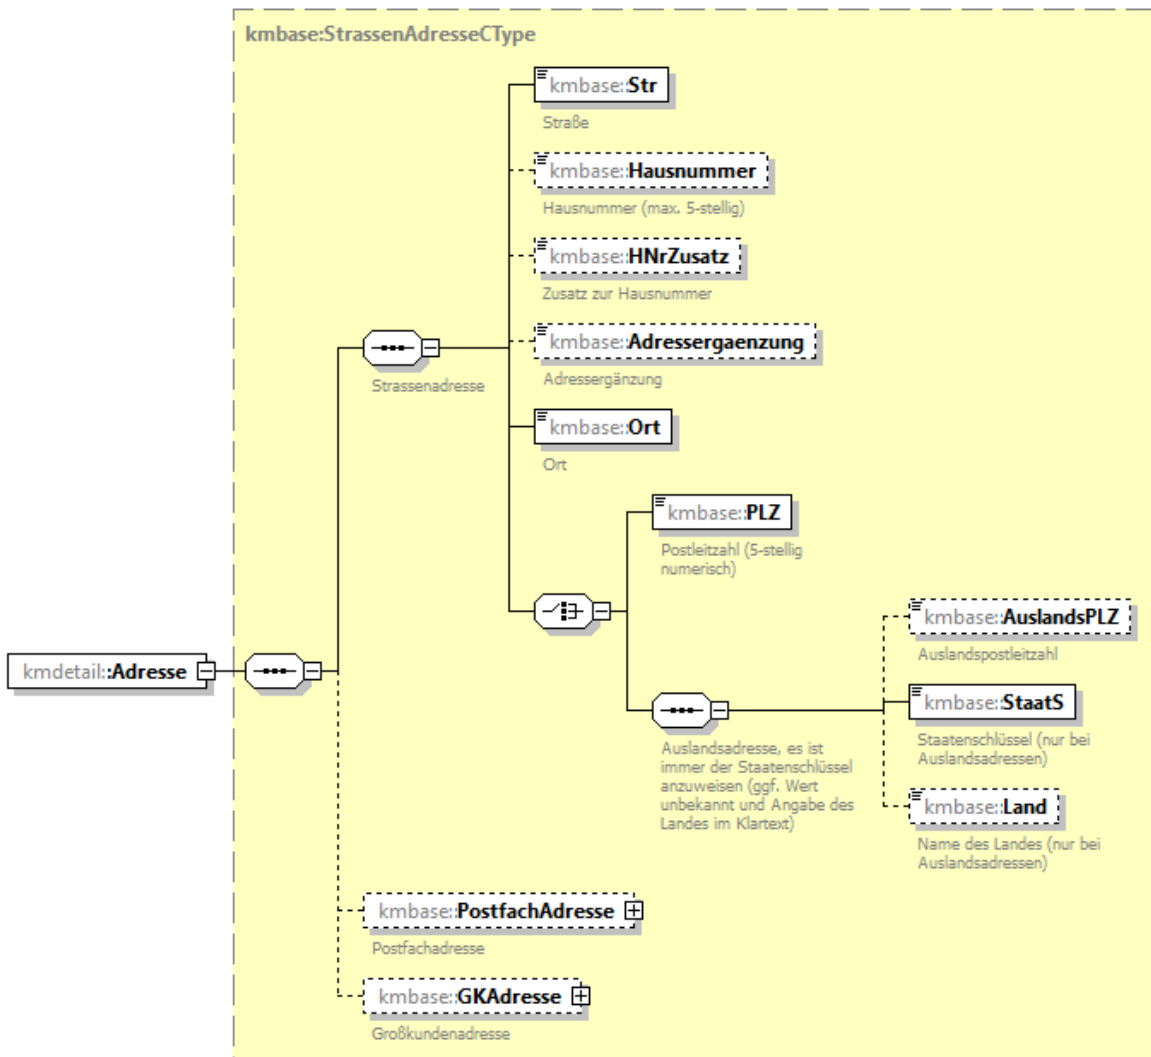 kmbase:StrassenAdresseCType
kmbase::Str
Straße
kmbase::Hausnummer
Hausnummer (max. 5-stellig)
kmbase::HNrZusatz
Zusatz zur Hausnummer
kmbase::Adressergaenzung
Adressergänzung
Strassenadresse
kmbase::Ort
Ort
kmbase::PLZ
Postleitzahl (5-stellig
numerisch)
kmbase::AuslandsPLZ
Auslandspostleitzahl
kmdetail::Adresse
kmbase::StaatS
Staatenschlüssel (nur bei
Auslandsadressen)
Auslandsadresse, es ist
immer der Staatenschlüssel
anzuweisen (ggf. Wert
unbekannt und Angabe des
Landes im Klartext)
kmbase::Land
Name des Landes (nur bei
Auslandsadressen)
kmbase::PostfachAdresse
Postfachadresse
kmbase::GKAdresse
Großkundenadresse